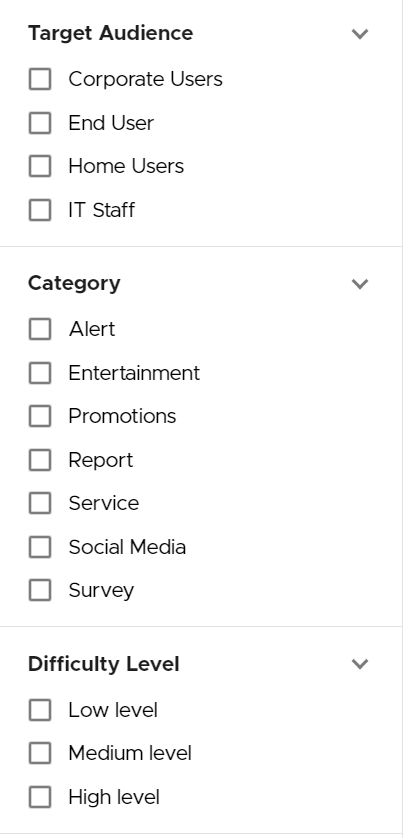 Target Audience
Corporate Users
End User
Home Users
IT Staff
Category
Alert
Entertainment
Promotions
Report
Service
Social Media
Survey
Difficulty Level
Low level
Medium level
High level